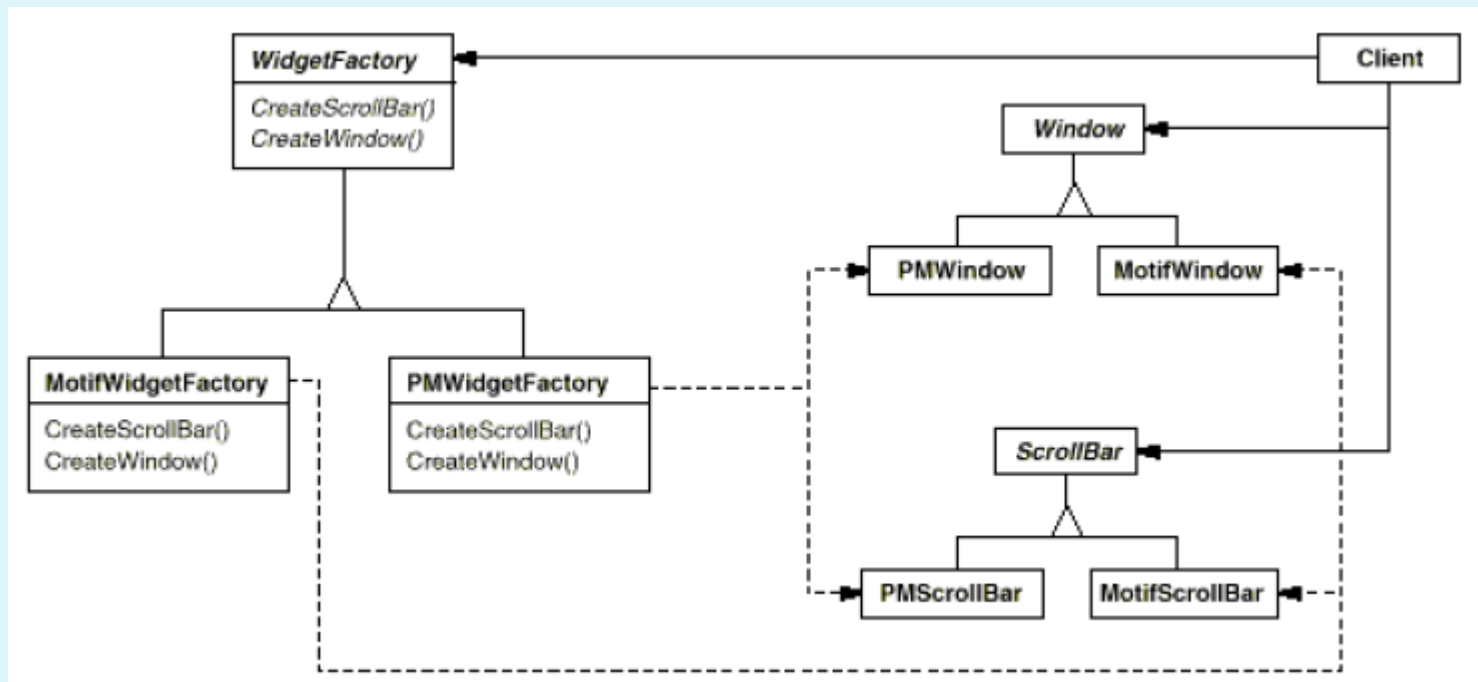 WidgetFactory
CreateScrollBar()
CreateWindow()
Client
Window
PMWindow
MotifWindow
MotifWidgetFactory
CreateScrollBar()
CreateWindow()
PMWidgetFactory
CreateScrollBar()
CreateWindow()
ScrollBar
PMScrollBar
MotifScrollBar